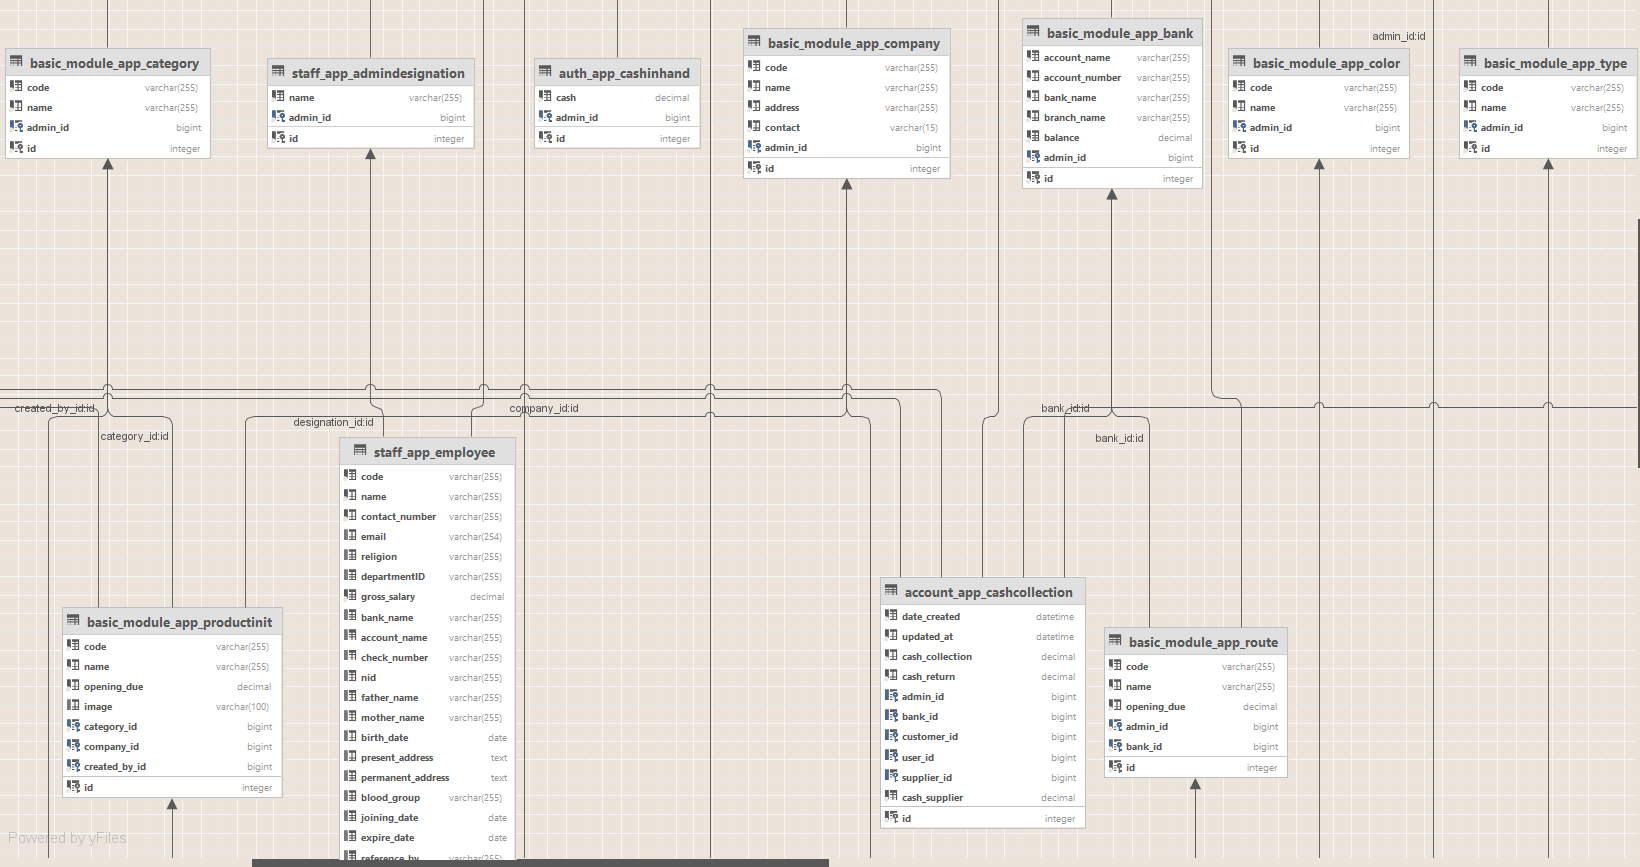 basic_module_app_category
code varchar(255)
name varchar(255)
admin_id bigint
id integer
staff_app_admindesignation
name varchar(255)
admin_id bigint
id integer
auth_app_cashinhand
cash decimal
admin_id bigint
id integer
basic_module_app_company
code varchar(255)
name varchar(255)
address varchar(255)
contact varchar(15)
admin_id bigint
id integer
basic_module_app_bank
account_name varchar(255)
account_number varchar(255)
bank_name varchar(255)
branch_name varchar(255)
balance decimal
admin_id bigint
id integer
admin_id:id
basic_module_app_color
code varchar(255)
name varchar(255)
admin_id bigint
id integer
basic_module_app_type
code varchar(255)
name varchar(255)
admin_id bigint
id integer
created_by_id:id
category_id:id
designation_id:id
company_id:id
bank_id:id
bank_id:id
basic_module_app_productinit
code varchar(255)
name varchar(255)
opening_due decimal
image varchar(100)
category_id bigint
company_id bigint
created_by_id bigint
id integer
staff_app_employee
code varchar(255)
name varchar(255)
contact_number varchar(255)
email varchar(254)
religion varchar(255)
departmentID varchar(255)
gross_salary decimal
bank_name varchar(255)
account_name varchar(255)
check_number varchar(255)
nid varchar(255)
father_name varchar(255)
mother_name varchar(255)
birth_date date
present_address text
permanent_address text
blood_group varchar(255)
joining_date date
expire_date date
reference_by varchar(255)
account_app_cashcollection
date_created datetime
updated_at datetime
cash_collection decimal
cash_return decimal
admin_id bigint
bank_id bigint
customer_id bigint
user_id bigint
supplier_id bigint
cash_supplier decimal
id integer
basic_module_app_route
code varchar(255)
name varchar(255)
opening_due decimal
admin_id bigint
bank_id bigint
id integer
Powered by yFiles